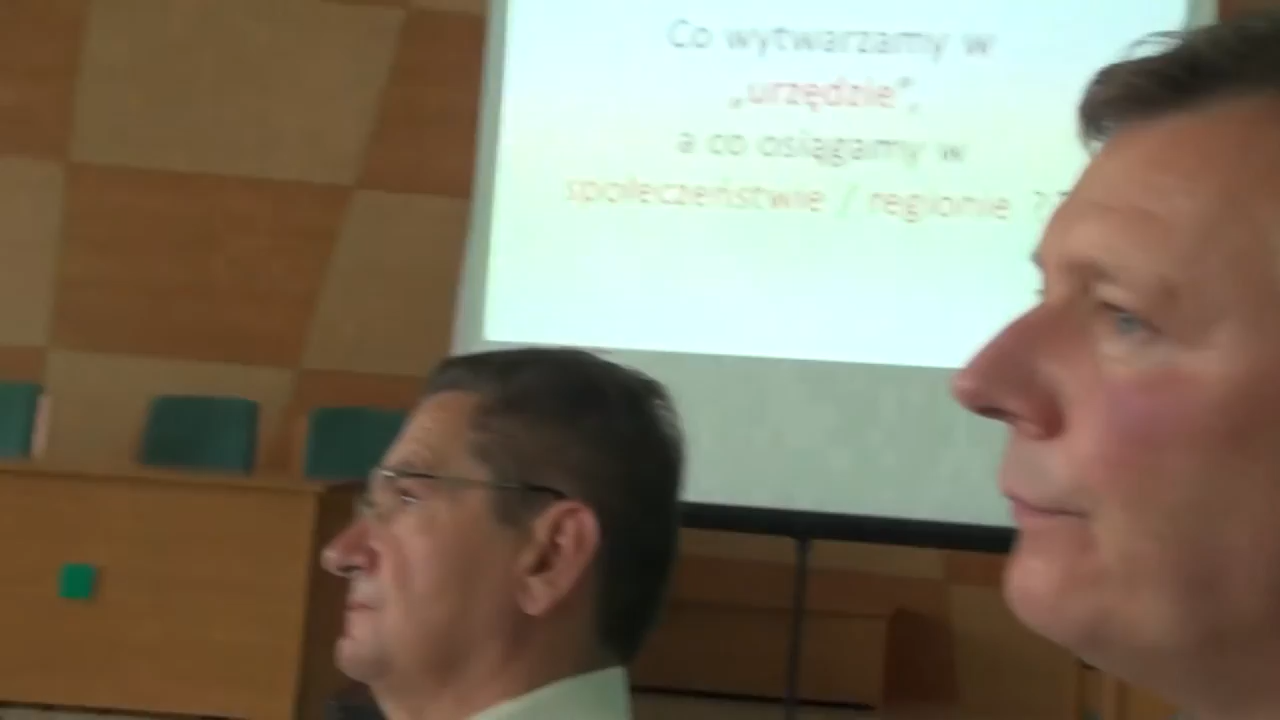 Co wytwarzamy w
„urzędzie”,
a co osiągamy w
społeczeństwie / regionie ??